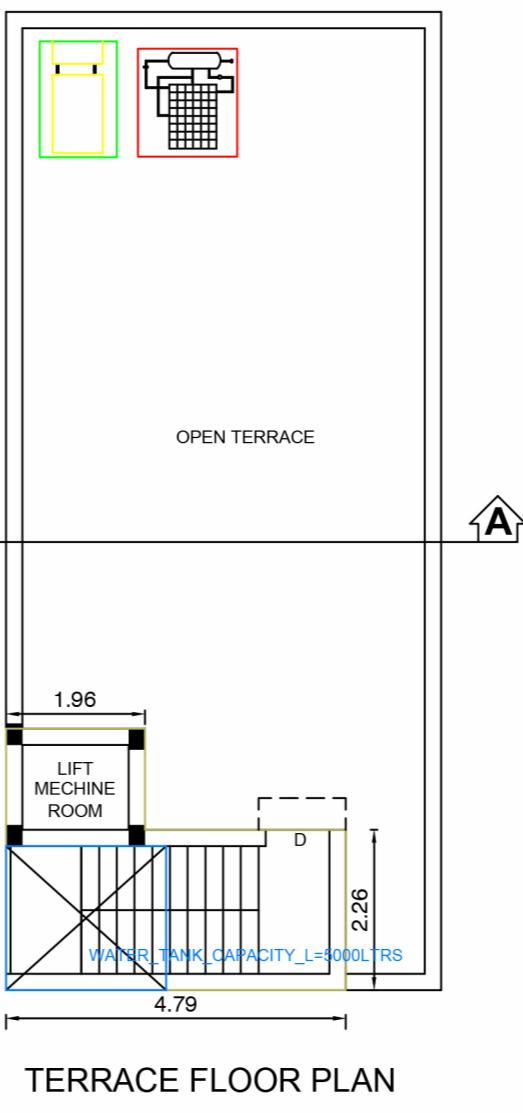 OPEN TERRACE
A
1.96
LIFT
MECHINE
ROOM
D
2.26
WATER_TANK_CAPACITY_L=5000LTRS
4.79
TERRACE FLOOR PLAN